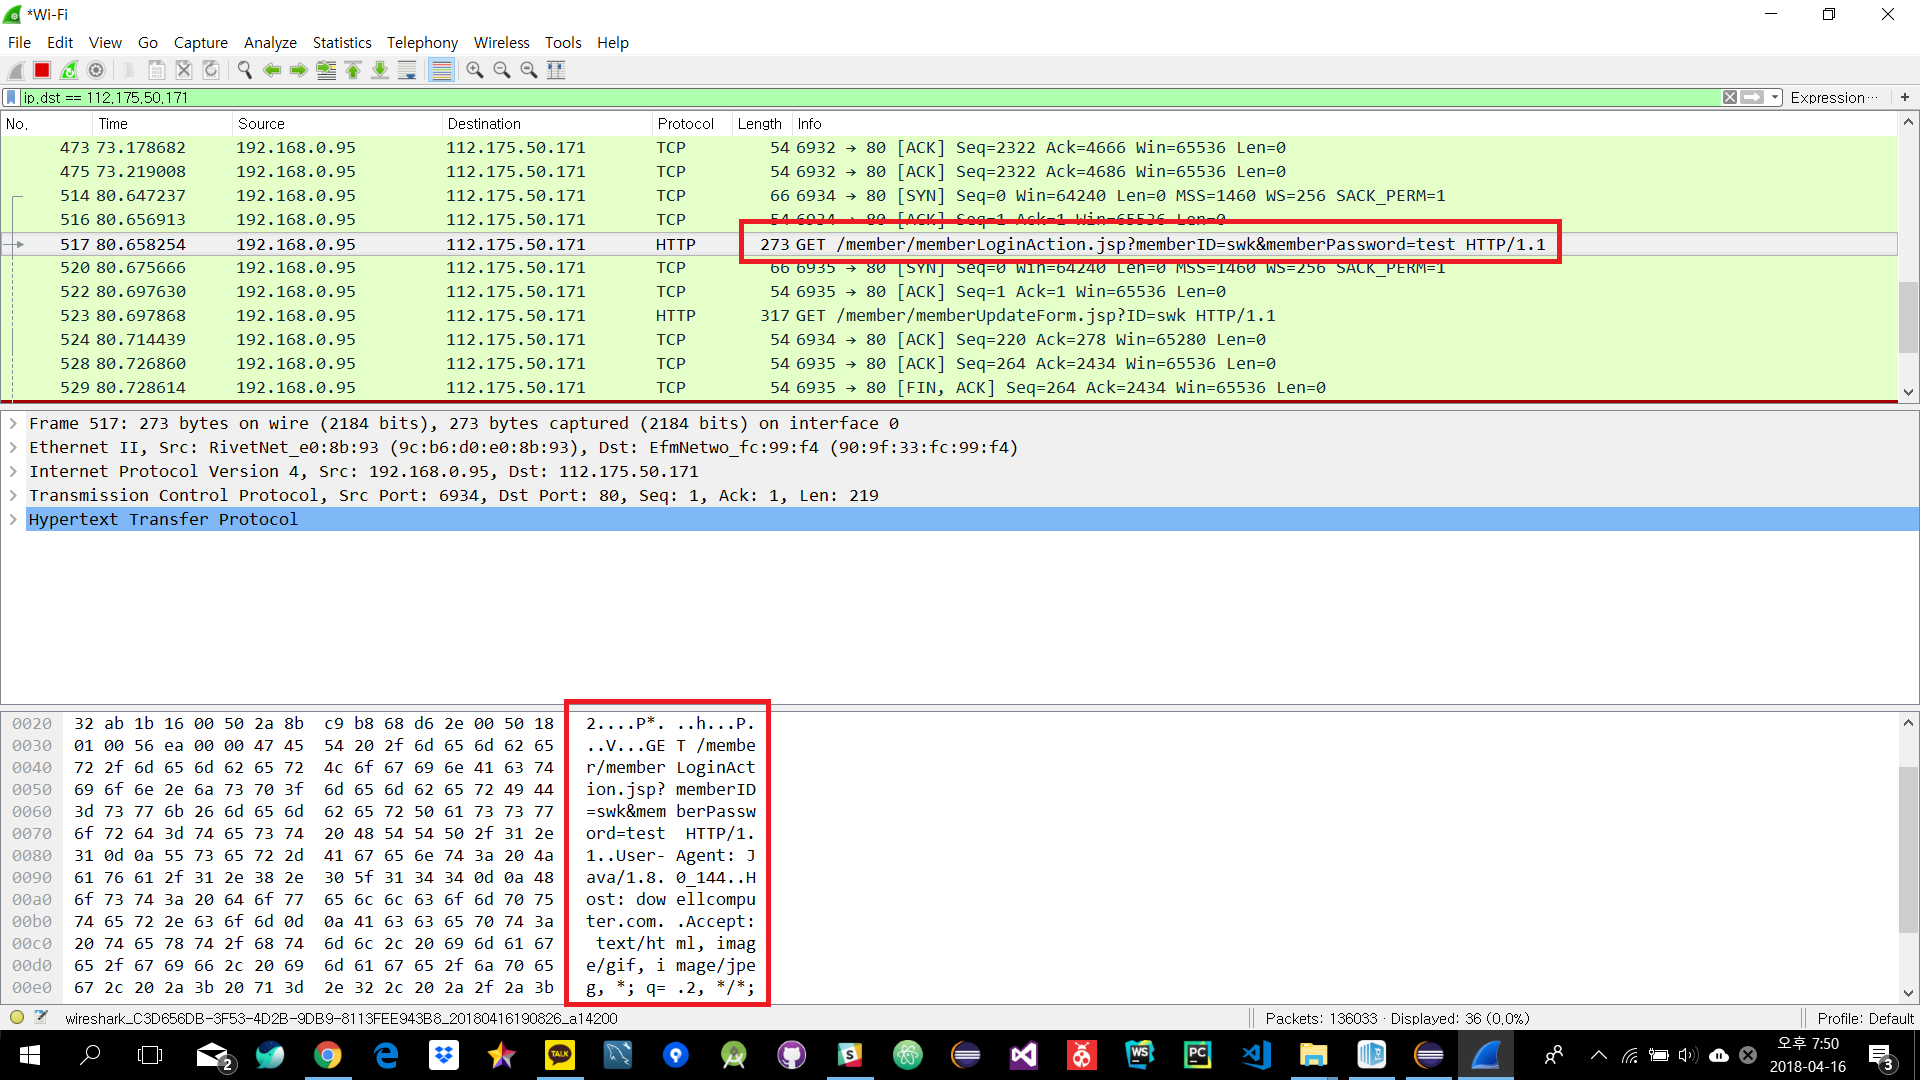 *Wi-Fi
File Edit View Go Capture Analyze Statistics Telephony Wireless Tools Help
ip.dst == 112.175.50.171 Expression… +
No. Time Source Destination Protocol Length Info
473 73.178682 192.168.0.95 112.175.50.171 TCP 54 6932 → 80 [ACK] Seq=2322 Ack=4666 Win=65536 Len=0
475 73.219008 192.168.0.95 112.175.50.171 TCP 54 6932 → 80 [ACK] Seq=2322 Ack=4686 Win=65536 Len=0
514 80.647237 192.168.0.95 112.175.50.171 TCP 66 6934 → 80 [SYN] Seq=0 Win=64240 Len=0 MSS=1460 WS=256 SACK_PERM=1
516 80.656913 192.168.0.95 112.175.50.171 TCP 54 6934 → 80 [ACK] Seq=1 Ack=1 Win=65536 Len=0
517 80.658254 192.168.0.95 112.175.50.171 HTTP 273 GET /member/memberLoginAction.jsp?memberID=swk&memberPassword=test HTTP/1.1
520 80.675666 192.168.0.95 112.175.50.171 TCP 66 6935 → 80 [SYN] Seq=0 Win=64240 Len=0 MSS=1460 WS=256 SACK_PERM=1
522 80.697630 192.168.0.95 112.175.50.171 TCP 54 6935 → 80 [ACK] Seq=1 Ack=1 Win=65536 Len=0
523 80.697868 192.168.0.95 112.175.50.171 HTTP 317 GET /member/memberUpdateForm.jsp?ID=swk HTTP/1.1
524 80.714439 192.168.0.95 112.175.50.171 TCP 54 6934 → 80 [ACK] Seq=220 Ack=278 Win=65280 Len=0
528 80.726860 192.168.0.95 112.175.50.171 TCP 54 6935 → 80 [ACK] Seq=264 Ack=2434 Win=65536 Len=0
529 80.728614 192.168.0.95 112.175.50.171 TCP 54 6935 → 80 [FIN, ACK] Seq=264 Ack=2434 Win=65536 Len=0
Frame 517: 273 bytes on wire (2184 bits), 273 bytes captured (2184 bits) on interface 0
Ethernet II, Src: RivetNet_e0:8b:93 (9c:b6:d0:e0:8b:93), Dst: EfmNetwo_fc:99:f4 (90:9f:33:fc:99:f4)
Internet Protocol Version 4, Src: 192.168.0.95, Dst: 112.175.50.171
Transmission Control Protocol, Src Port: 6934, Dst Port: 80, Seq: 1, Ack: 1, Len: 219
Hypertext Transfer Protocol
0020 32 ab 1b 16 00 50 2a 8b c9 b8 68 d6 2e 00 50 18 2....P*. ..h...P.
0030 01 00 56 ea 00 00 47 45 54 20 2f 6d 65 6d 62 65 ..V...GE T /membe
0040 72 2f 6d 65 6d 62 65 72 4c 6f 67 69 6e 41 63 74 r/member LoginAct
0050 69 6f 6e 2e 6a 73 70 3f 6d 65 6d 62 65 72 49 44 ion.jsp? memberID
0060 3d 73 77 6b 26 6d 65 6d 62 65 72 50 61 73 73 77 =swk&mem berPassw
0070 6f 72 64 3d 74 65 73 74 20 48 54 54 50 2f 31 2e ord=test HTTP/1.
0080 31 0d 0a 55 73 65 72 2d 41 67 65 6e 74 3a 20 4a 1..User- Agent: J
0090 61 76 61 2f 31 2e 38 2e 30 5f 31 34 34 0d 0a 48 ava/1.8. 0_144..H
00a0 6f 73 74 3a 20 64 6f 77 65 6c 6c 63 6f 6d 70 75 ost: dow ellcompu
00b0 74 65 72 2e 63 6f 6d 0d 0a 41 63 63 65 70 74 3a ter.com. .Accept:
00c0 20 74 65 78 74 2f 68 74 6d 6c 2c 20 69 6d 61 67 text/ht ml, imag
00d0 65 2f 67 69 66 2c 20 69 6d 61 67 65 2f 6a 70 65 e/gif, i mage/jpe
00e0 67 2c 20 2a 3b 20 71 3d 2e 32 2c 20 2a 2f 2a 3b g, *; q= .2, */*;
wireshark_C3D656DB-3F53-4D2B-9DB9-8113FEE943B8_20180416190826_a14200 Packets: 136033 · Displayed: 36 (0,0%) Profile: Default
2 TALK S WS PC 오후 7:50
2018-04-16 3